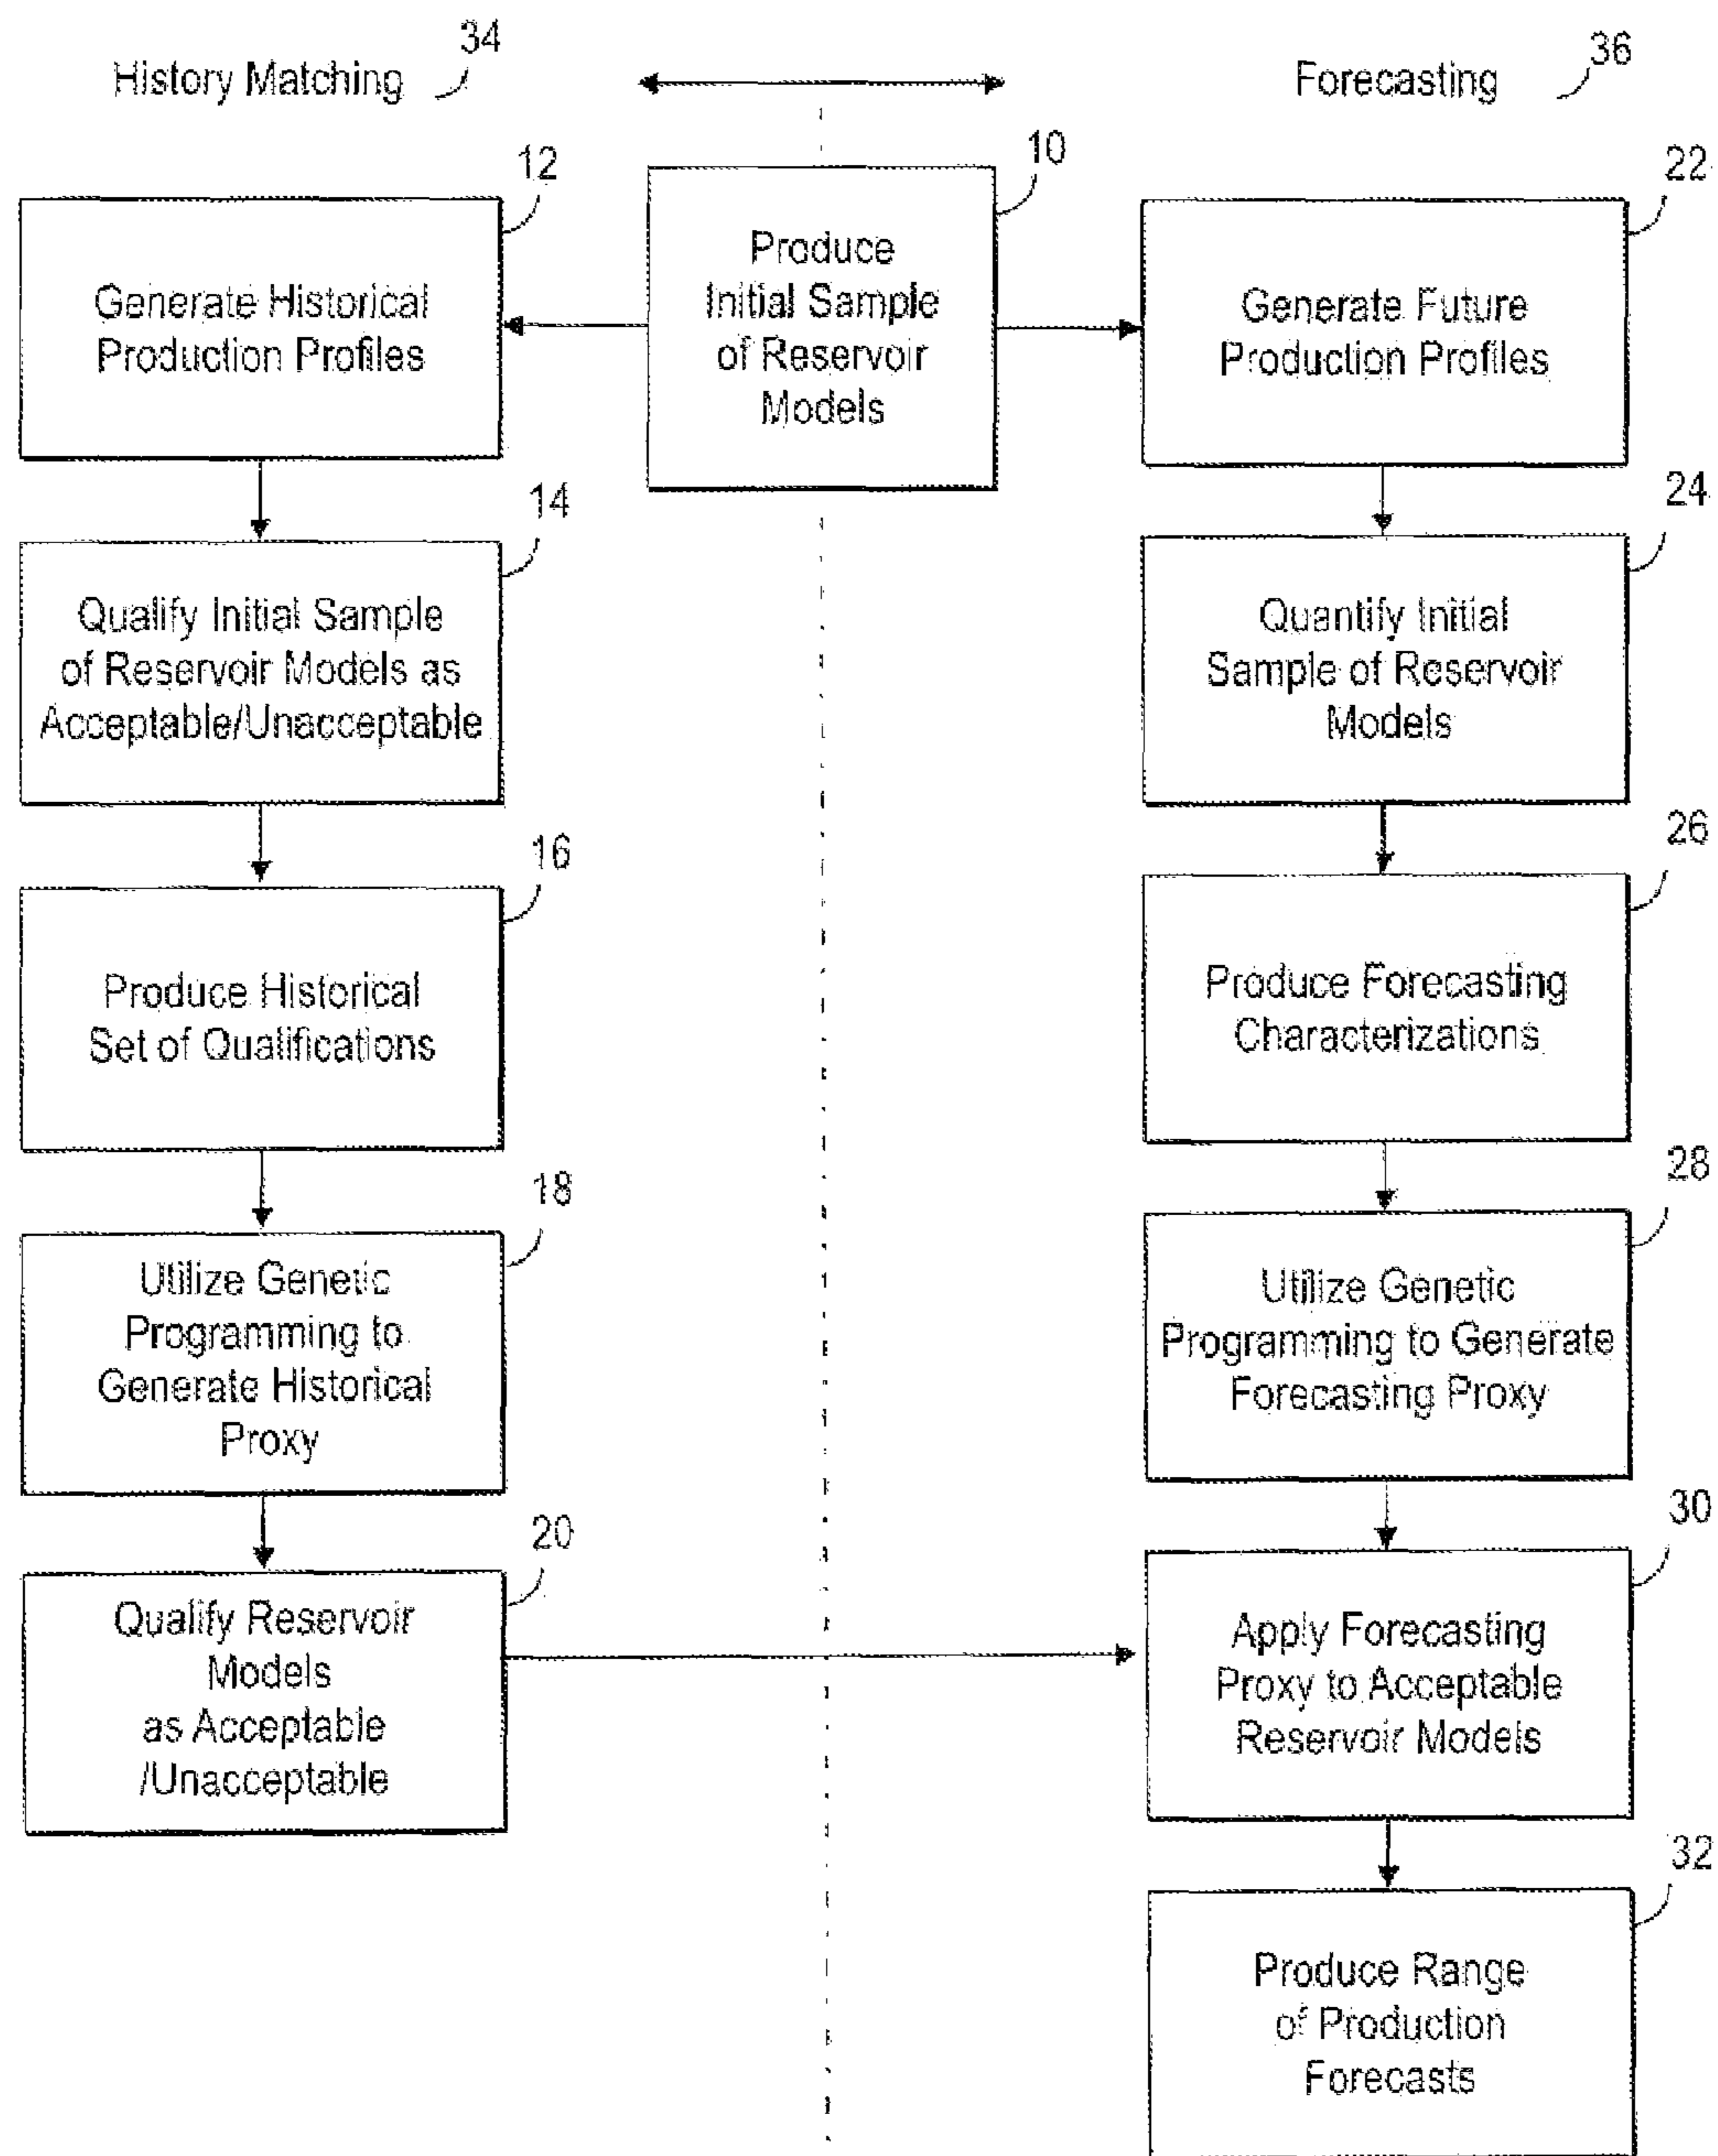 History Matching
34
Forecasting
36
12
Generate Historical
Production Profiles
10
Produce
Initial Sample
of Reservoir
Models
22
Generate Future
Production Profiles
14
Qualify Initial Sample
of Reservoir Models as
Acceptable/Unacceptable
24
Quantify Initial
Sample of Reservoir
Models
16
Produce Historical
Set of Qualifications
26
Produce Forecasting
Characterizations
18
Utilize Genetic
Programming to
Generate Historical
Proxy
28
Utilize Genetic
Programming to Generate
Forecasting Proxy
20
Qualify Reservoir
Models
as Acceptable
/Unacceptable
30
Apply Forecasting
Proxy to Acceptable
Reservoir Models
32
Produce Range
of Production
Forecasts